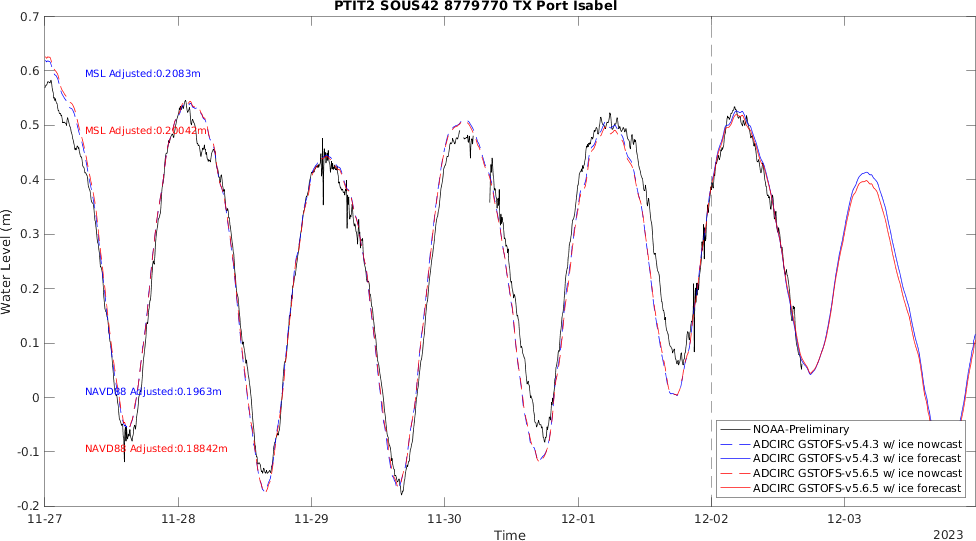 PTIT2 SOUS42 8779770 TX Port Isabel
0.7
0.6
0.5
0.4
0.3
0.2
0.1
0
-0.1
-0.2
Water Level (m)
MSL Adjusted:0.2083m
MSL Adjusted:0.20042m
NAVD88 Adjusted:0.1963m
NAVD88 Adjusted:0.18842m
NOAA-Preliminary
ADCIRC GSTOFS-v5.4.3 w/ ice nowcast
ADCIRC GSTOFS-v5.4.3 w/ ice forecast
ADCIRC GSTOFS-v5.6.5 w/ ice nowcast
ADCIRC GSTOFS-v5.6.5 w/ ice forecast
11-27 11-28 11-29 11-30 12-01 12-02 12-03
Time
2023